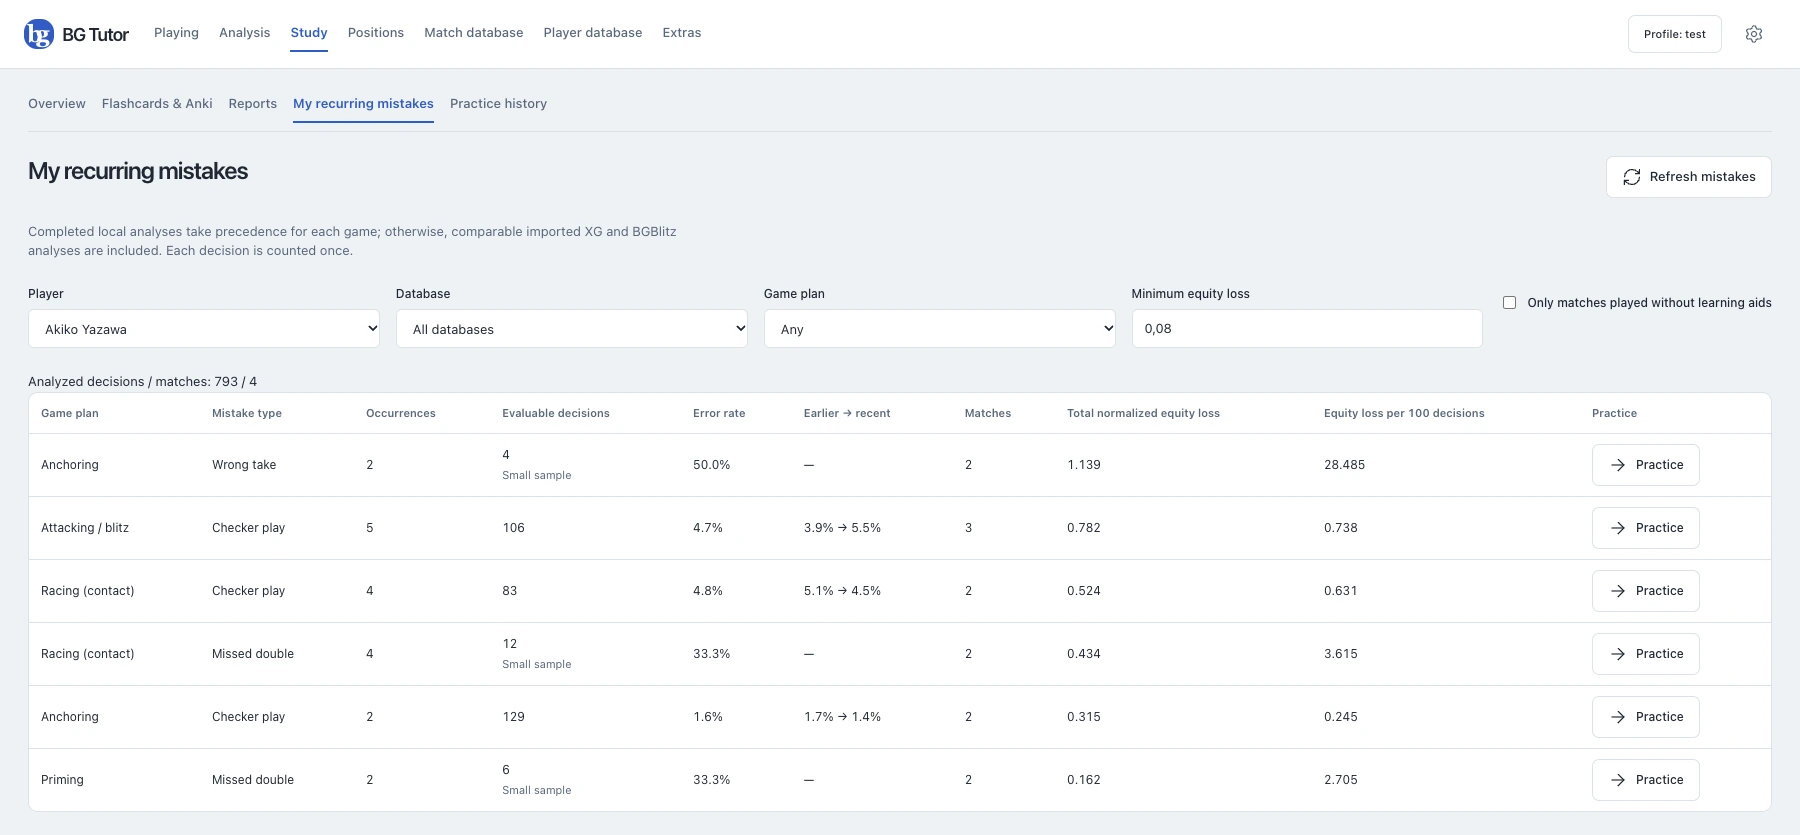 bg BG Tutor Playing Analysis Study Positions Match database Player database Extras Profile: test
Overview Flashcards & Anki Reports My recurring mistakes Practice history
My recurring mistakes
Refresh mistakes
Completed local analyses take precedence for each game; otherwise, comparable imported XG and BGBlitz
analyses are included. Each decision is counted once.
Player Database Game plan Minimum equity loss
Only matches played without learning aids
Akiko Yazawa All databases Any 0,08
Analyzed decisions / matches: 793 / 4
Game plan Mistake type Occurrences Evaluable decisions Error rate Earlier → recent Matches Total normalized equity loss Equity loss per 100 decisions Practice
Anchoring Wrong take 2 4 50.0% — 2 1.139 28.485 → Practice
Small sample
Attacking / blitz Checker play 5 106 4.7% 3.9% → 5.5% 3 0.782 0.738 → Practice
Racing (contact) Checker play 4 83 4.8% 5.1% → 4.5% 2 0.524 0.631 → Practice
Racing (contact) Missed double 4 12 33.3% — 2 0.434 3.615 → Practice
Small sample
Anchoring Checker play 2 129 1.6% 1.7% → 1.4% 2 0.315 0.245 → Practice
Priming Missed double 2 6 33.3% — 2 0.162 2.705 → Practice
Small sample